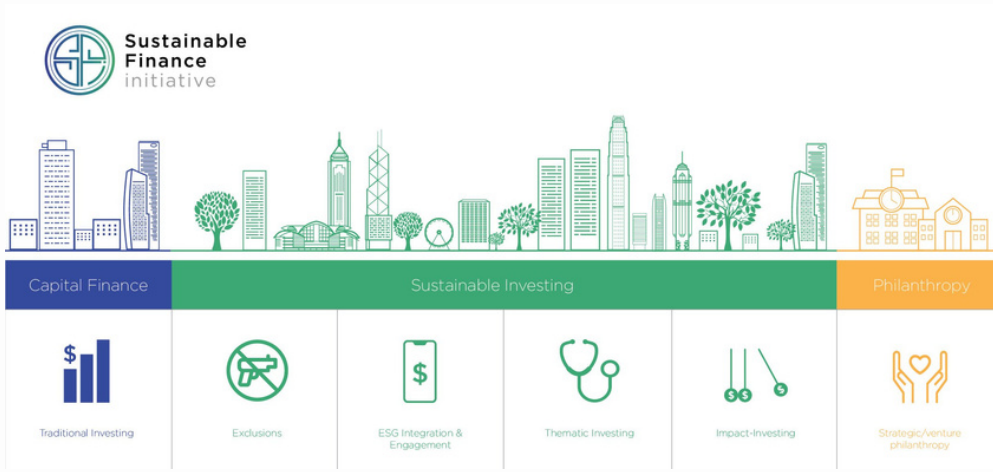 Sustainable
Finance
initiative
Capital Finance
Sustainable Investing
Philanthropy
$
$
$$
$
Traditional Investing
Exclusions
ESG Integration &
Engagement
Thematic Investing
Impact-Investing
Strategic/venture
philanthropy